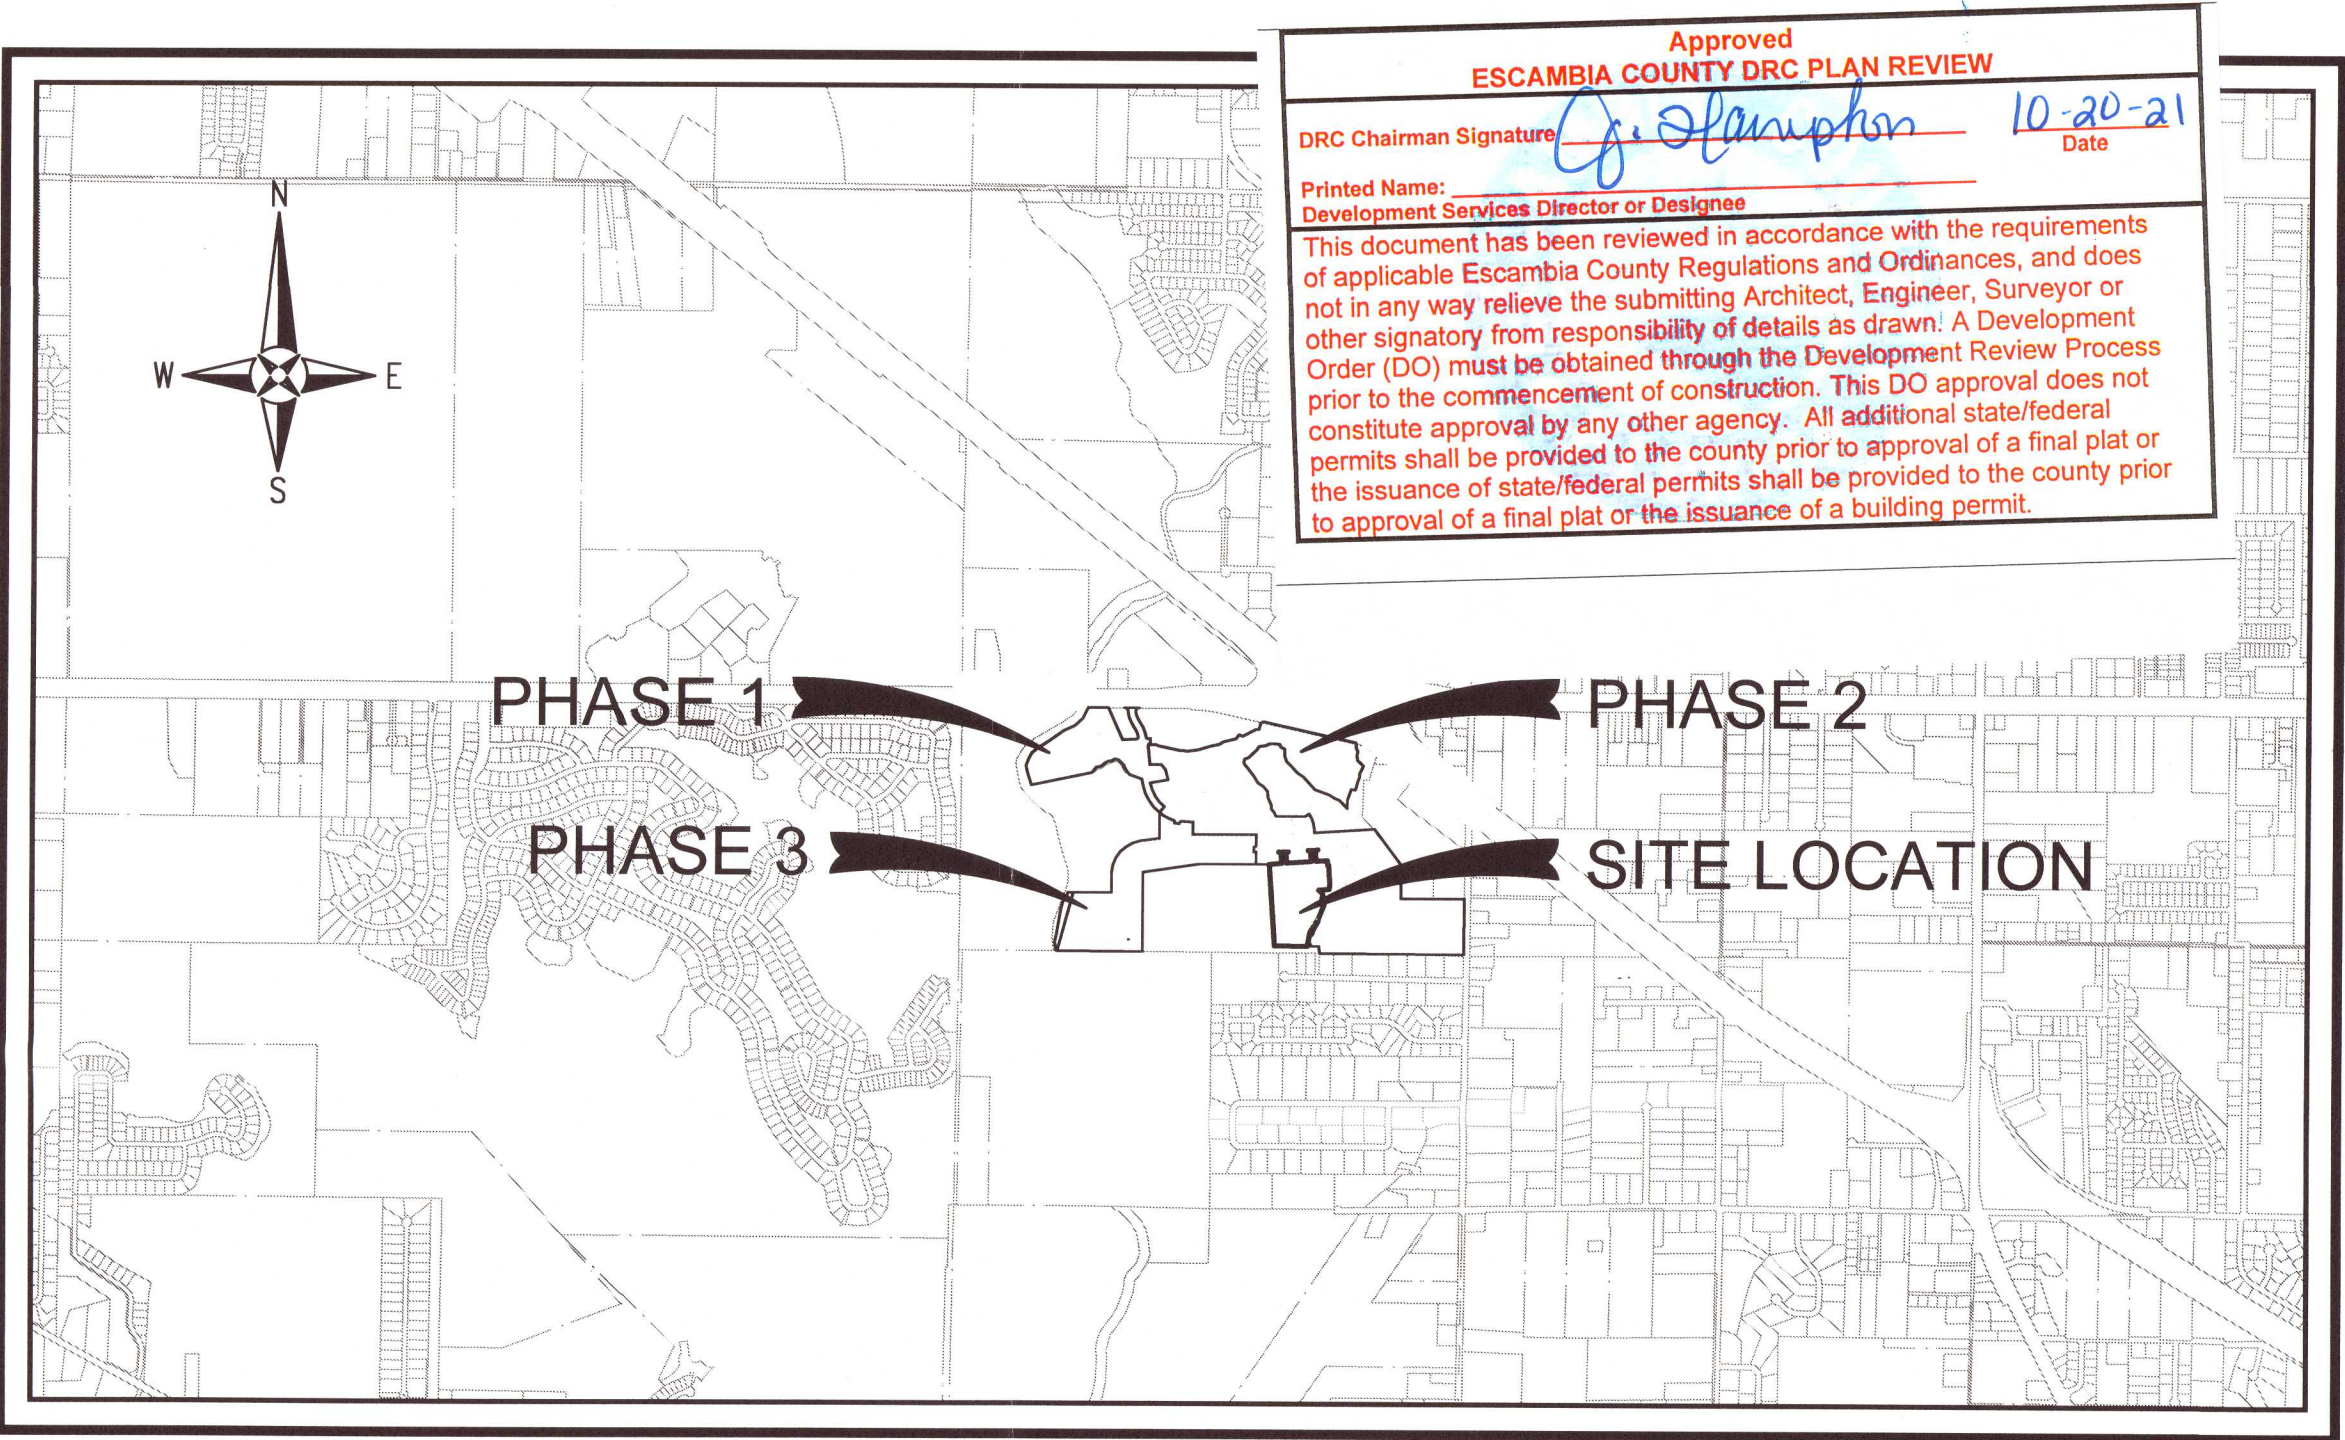 Approved
ESCAMBIA COUNTY DRC PLAN REVIEW
DRC Chairman Signature J. Hampton 10-20-21
Date
Printed Name:
Development Services Director or Designee
This document has been reviewed in accordance with the requirements
of applicable Escambia County Regulations and Ordinances, and does
not in any way relieve the submitting Architect, Engineer, Surveyor or
other signatory from responsibility of details as drawn. A Development
Order (DO) must be obtained through the Development Review Process
prior to the commencement of construction. This DO approval does not
constitute approval by any other agency. All additional state/federal
permits shall be provided to the county prior to approval of a final plat or
the issuance of state/federal permits shall be provided to the county prior
to approval of a final plat or the issuance of a building permit.
N
W E
S
PHASE 1
PHASE 2
PHASE 3
SITE LOCATION